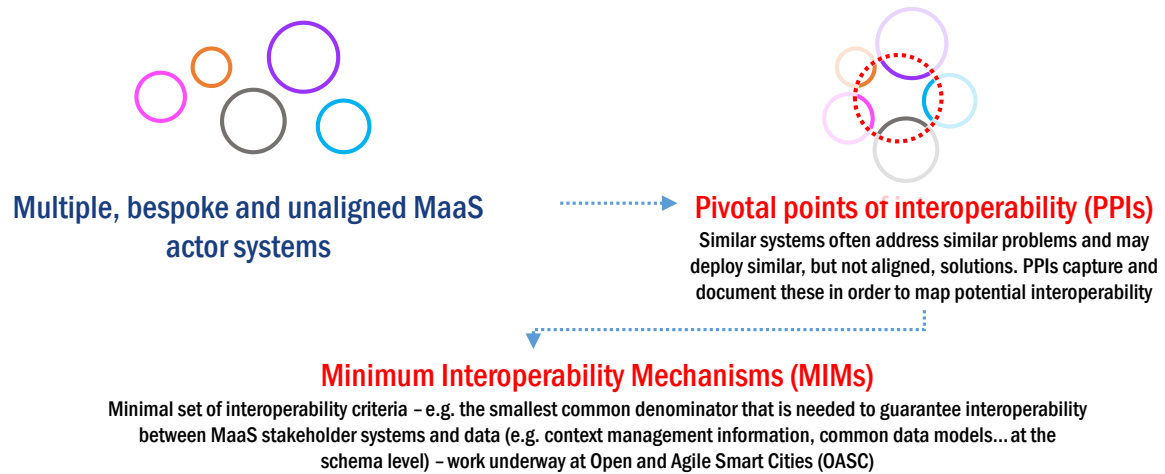 Multiple, bespoke and unaligned MaaS
actor systems
Pivotal points of interoperability (PPIs)
Similar systems often address similar problems and may
deploy similar, but not aligned, solutions. PPIs capture and
document these in order to map potential interoperability
Minimum Interoperability Mechanisms (MIMs)
Minimal set of interoperability criteria – e.g. the smallest common denominator that is needed to guarantee interoperability
between MaaS stakeholder systems and data (e.g. context management information, common data models... at the
schema level) – work underway at Open and Agile Smart Cities (OASC)